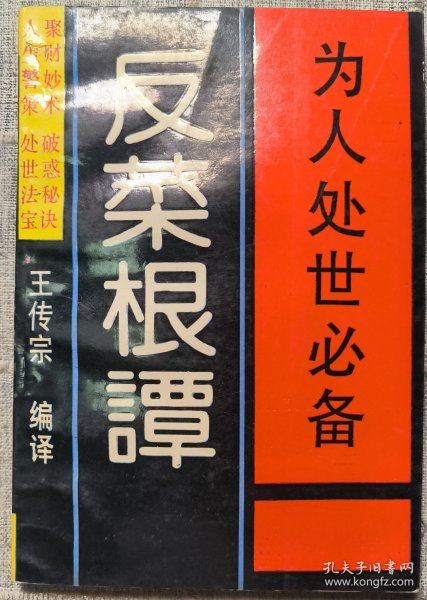 为人处世必备
反菜根譚
聚财妙术 破惑秘诀
人生警策 处世法宝
王传宗 编译
孔夫子旧书网
www.kongfz.com